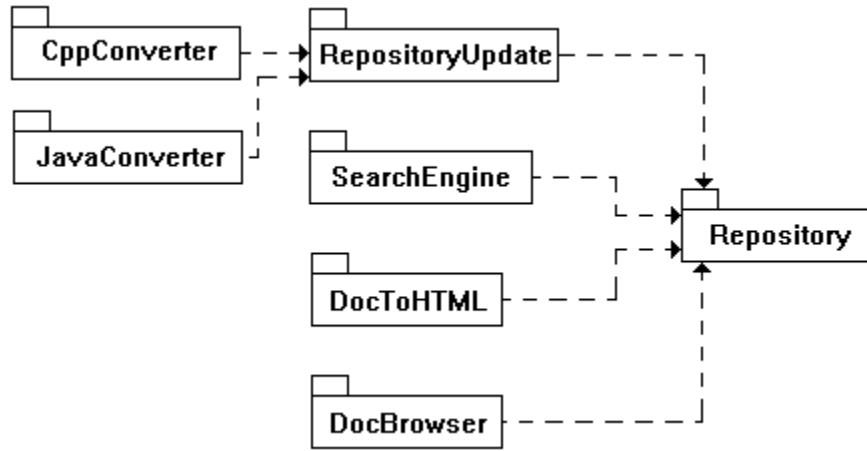 CppConverter
RepositoryUpdate
JavaConverter
SearchEngine
Repository
DocToHTML
DocBrowser